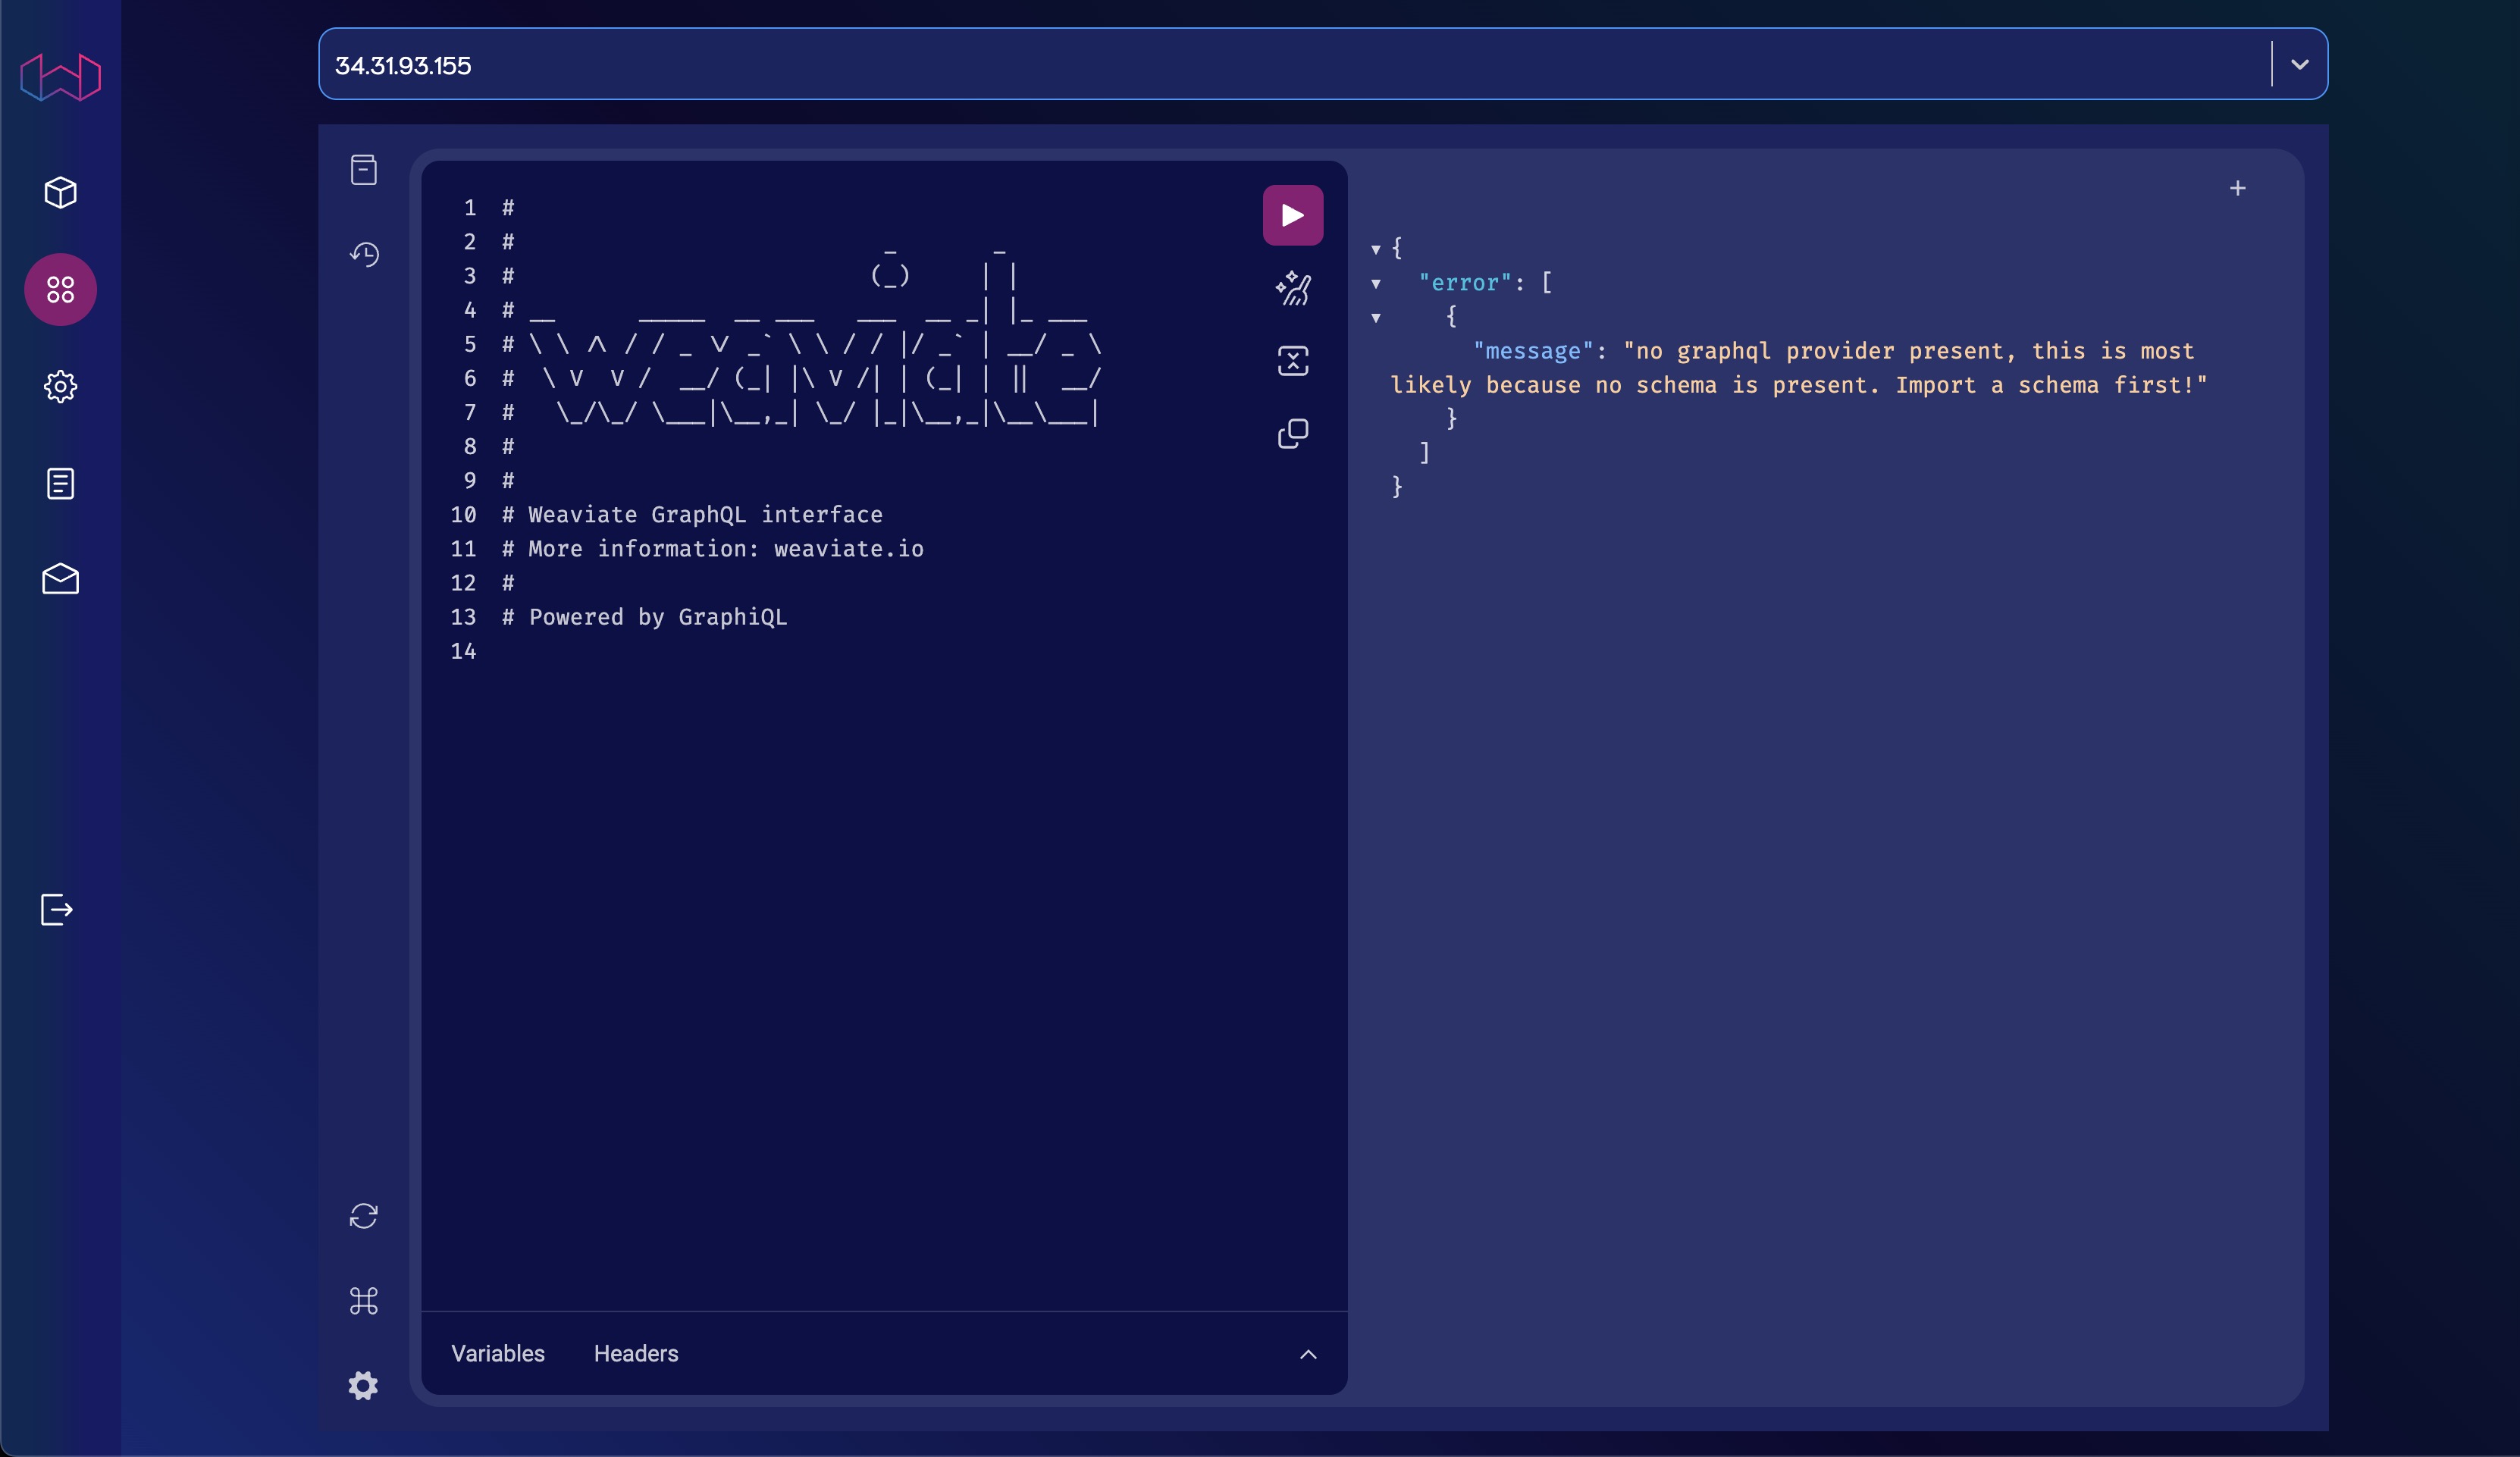 34.31.93.155
1 #
2 #                            _       _
3 #                           (_)     | |
4 # __      _____  __ ___   ___  __ _| |_ ___
5 # \ \ /\ / / _ \/ _` \ \ / / |/ _` | __/ _ \
6 #  \ V  V /  __/ (_| |\ V /| | (_| | ||  __/
7 #   \_/\_/ \___|\__,_| \_/ |_|\__,_|\__\___|
8 #
9 #
10 # Weaviate GraphQL interface
11 # More information: weaviate.io
12 #
13 # Powered by GraphiQL
14
Variables Headers
{
"error": [
{
"message": "no graphql provider present, this is most
likely because no schema is present. Import a schema first!"
}
]
}